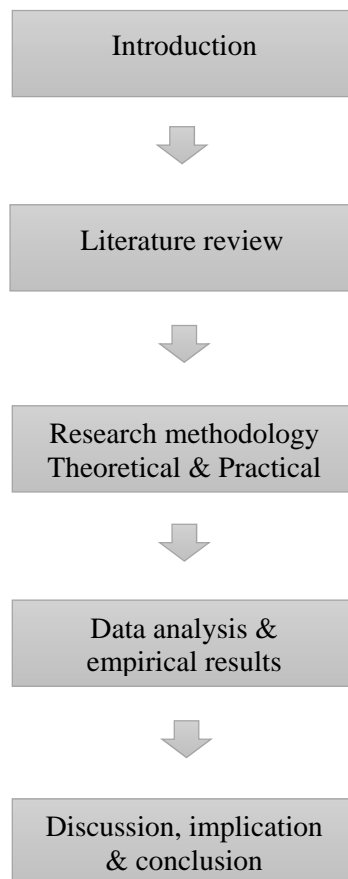 Introduction
Literature review
Research methodology
Theoretical & Practical
Data analysis &
empirical results
Discussion, implication
& conclusion